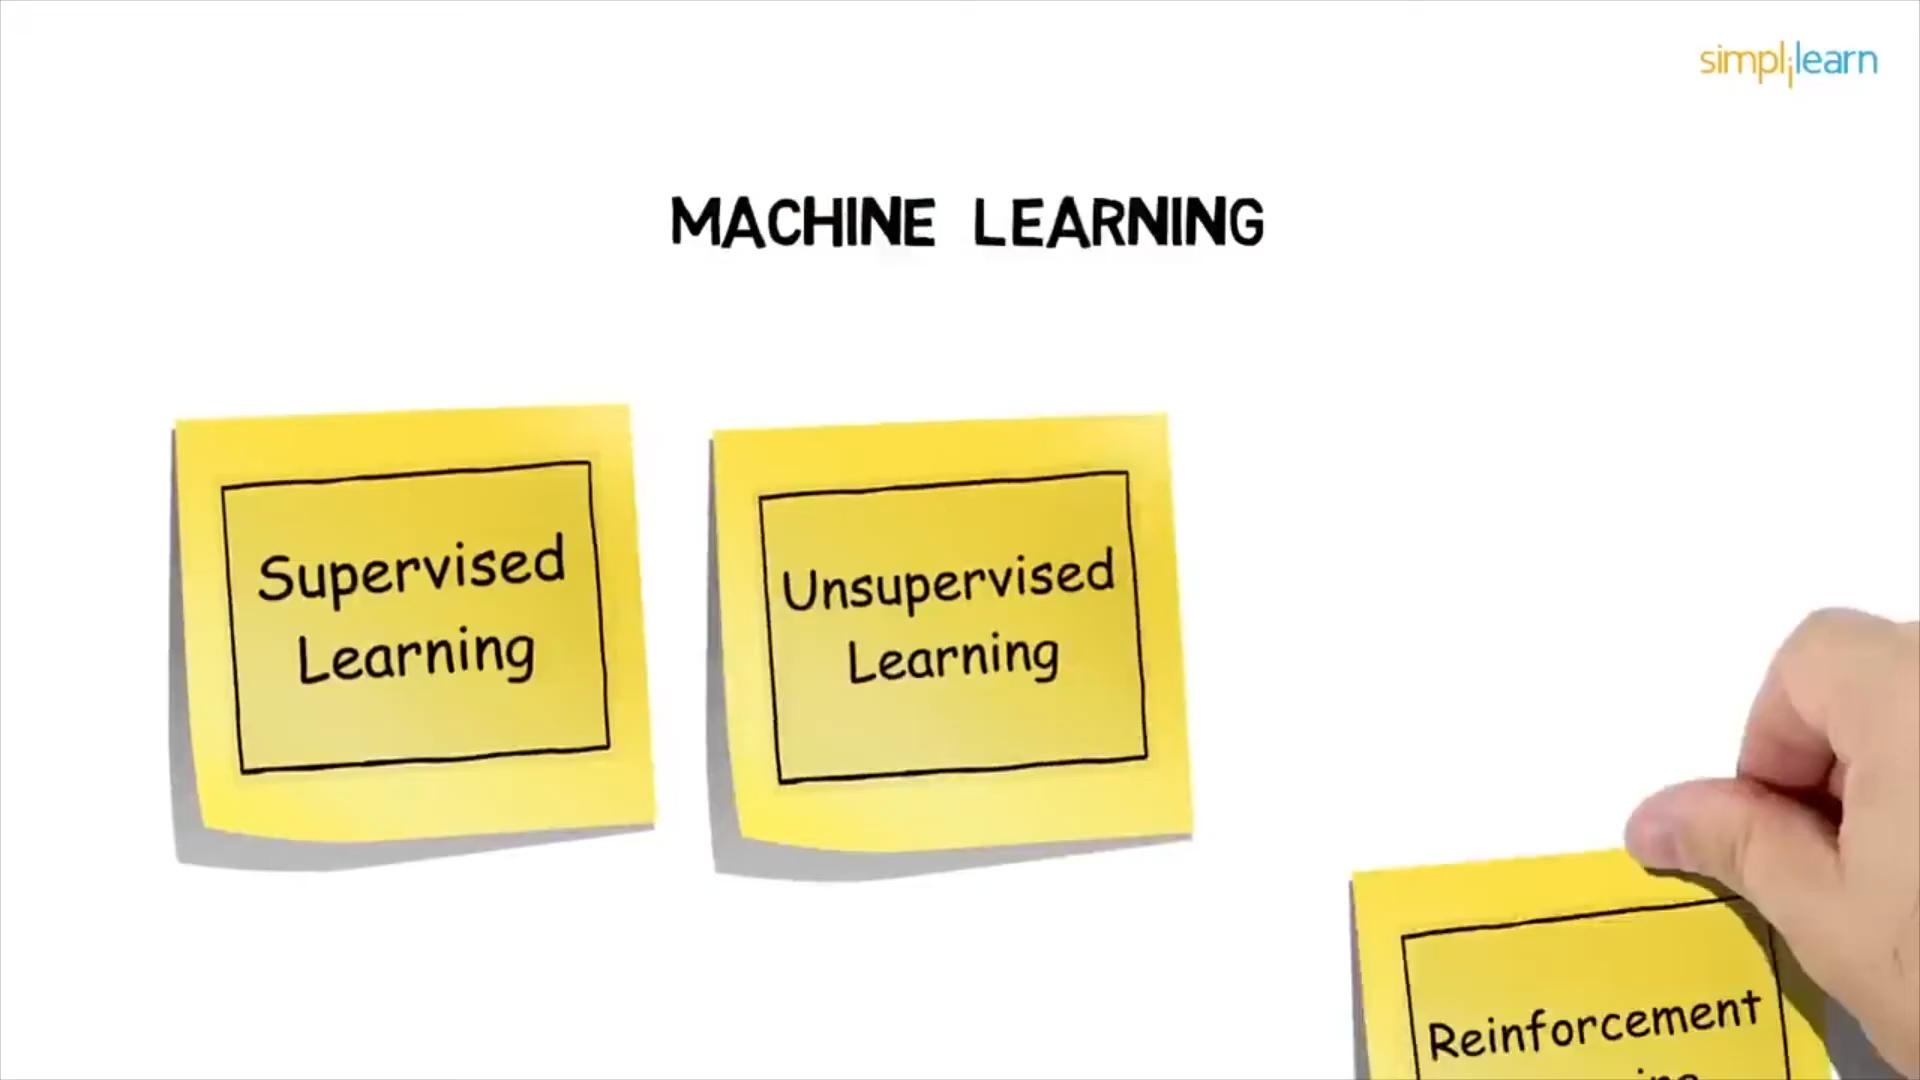 simplilearn
MACHINE LEARNING
Supervised
Learning
Unsupervised
Learning
Reinforcement